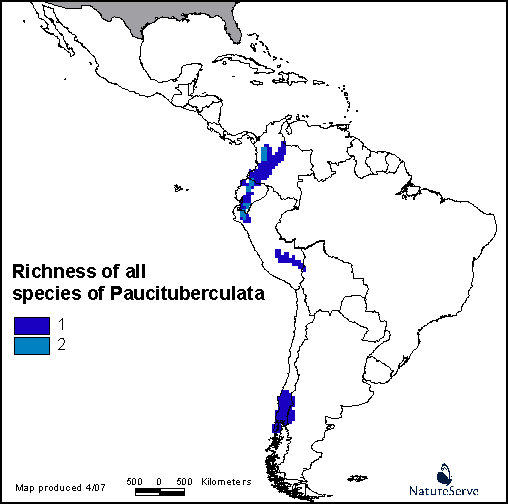 Richness of all
species of Paucituberculata
1
2
Map produced 4/07
500 0 500 Kilometers
NatureServe